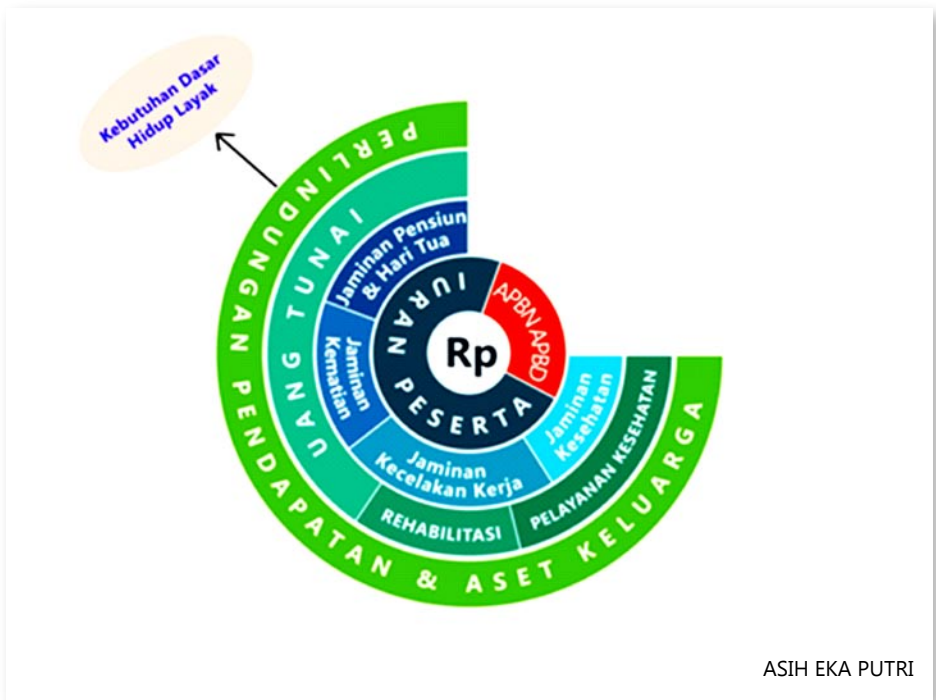 Kebutuhan Dasar
Hidup Layak
PERLINDUNGAN PENDAPATAN & ASET KELUARGA
UANG TUNAI
Jaminan Pensiun
& Hari Tua
Jaminan
Kematian
Jaminan
Kecelakan Kerja
Jaminan
Kesehatan
REHABILITASI
PELAYANAN KESEHATAN
IURAN PESERTA
APBN APBD
Rp
ASIH EKA PUTRI